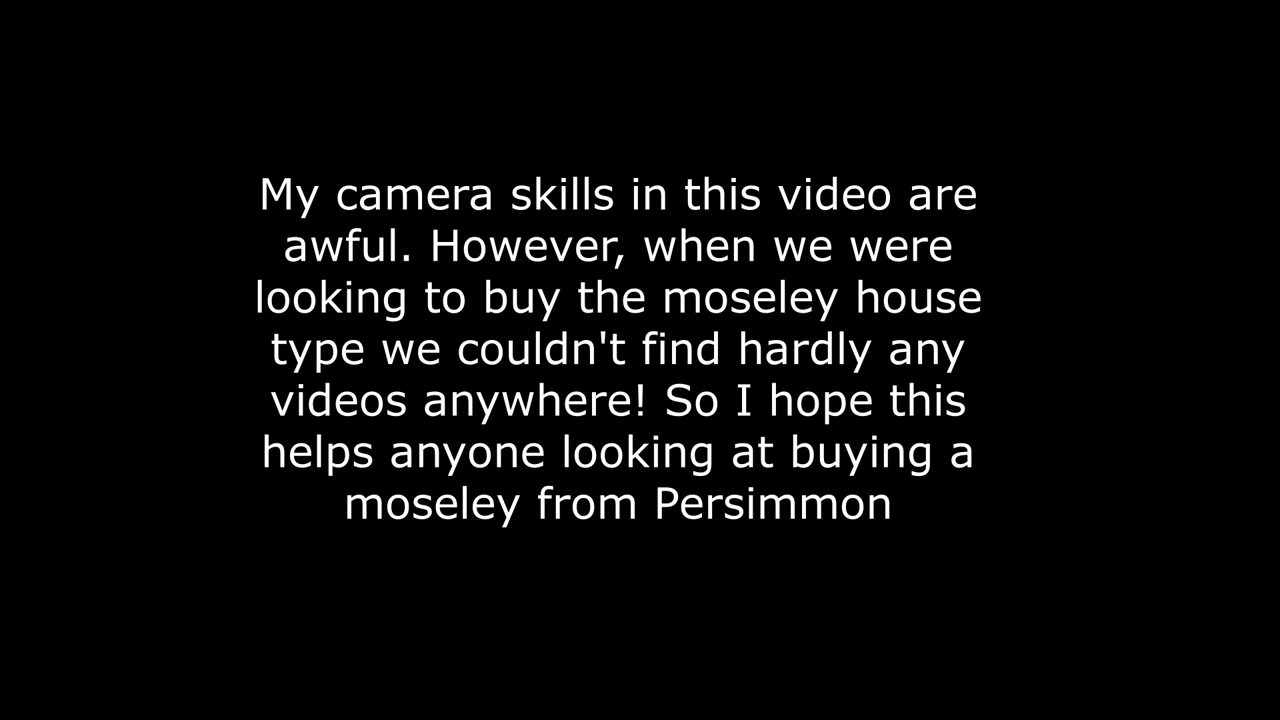 My camera skills in this video are
awful. However, when we were
looking to buy the moseley house
type we couldn't find hardly any
videos anywhere! So I hope this
helps anyone looking at buying a
moseley from Persimmon